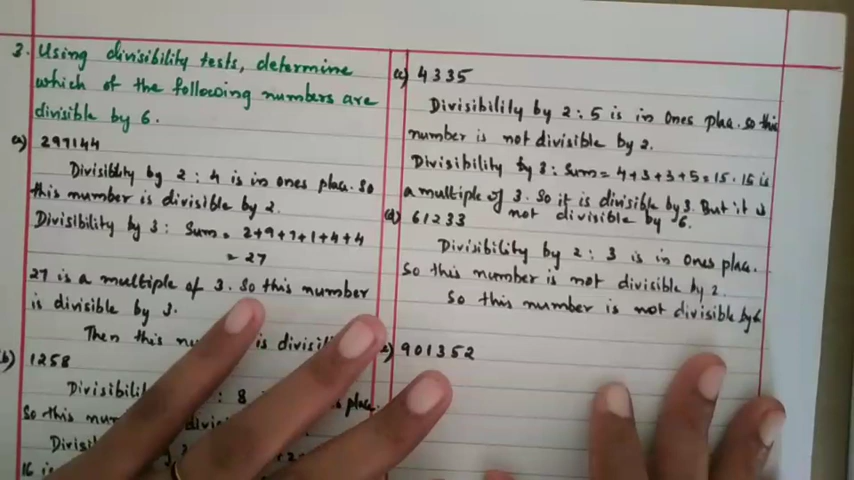 3. Using divisibility tests, determine
which of the following numbers are
divisible by 6.
a) 297144
Divisibility by 2 : 4 is in ones place. So
this number is divisible by 2.
Divisibility by 3 : Sum = 2+9+7+1+4+4
= 27
27 is a multiple of 3. So this number
is divisible by 3.
Then this is
(b) 1258
: 8
So this place.
16
(c) 4335
Divisibility by 2 : 5 is in ones place. so this
number is not divisible by 2.
Divisibility by 3 : Sum = 4+3+3+5 = 15. 15 is
a multiple of 3. So it is divisible by 3. But it is
not divisible by 6.
(d) 61233
Divisibility by 2 : 3 is in ones place.
So this number is not divisible by 2.
So this number is not divisible by 6
901352